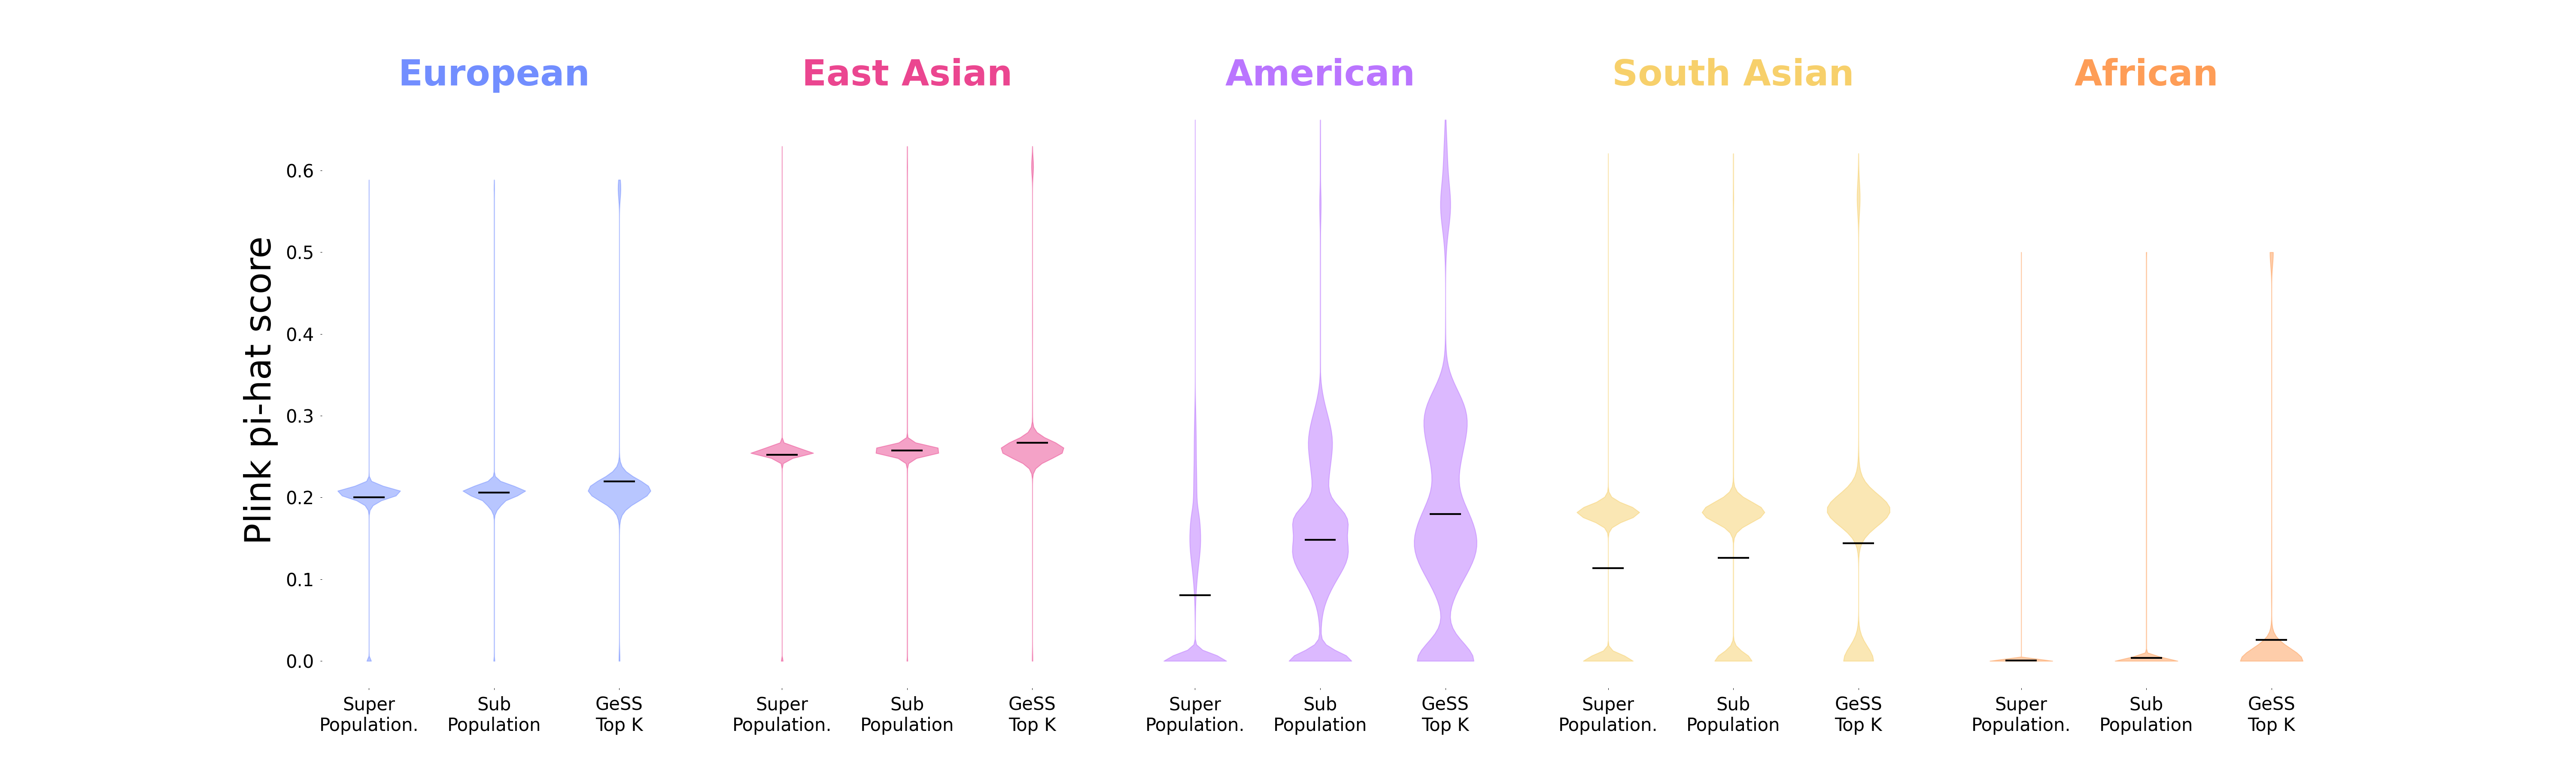 European East Asian American South Asian African
Plink pi-hat score
0.6
0.5
0.4
0.3
0.2
0.1
0.0
Super Sub GeSS Super Sub GeSS Super Sub GeSS Super Sub GeSS Super Sub GeSS
Population. Population Top K Population. Population Top K Population. Population Top K Population. Population Top K Population. Population Top K